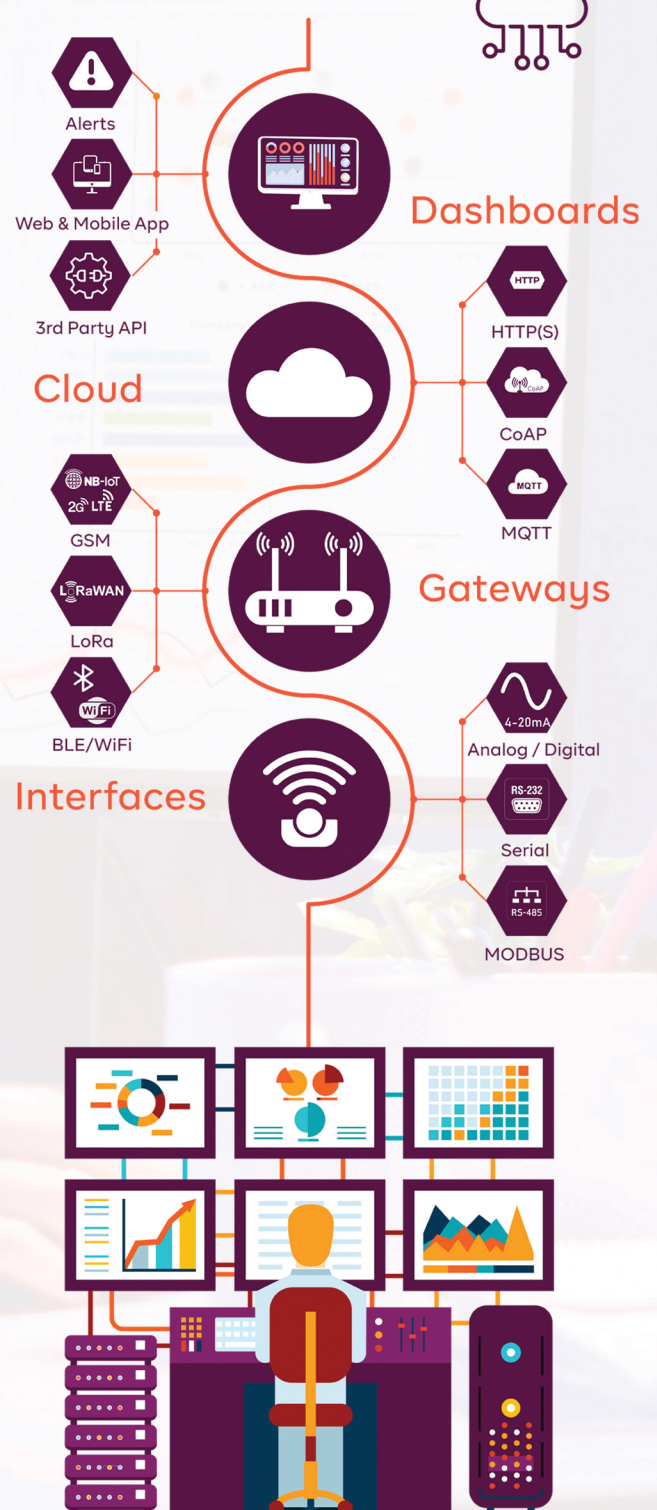 Alerts
Dashboards
Web & Mobile App
HTTP
HTTP(S)
3rd Party API
Cloud
CoAP
CoAP
NB-IoT
2G LTE
GSM
MQTT
MQTT
Gateways
LoRaWAN
LoRa
WiFi
BLE/WiFi
4-20mA
Analog / Digital
Interfaces
RS-232
Serial
RS-485
MODBUS